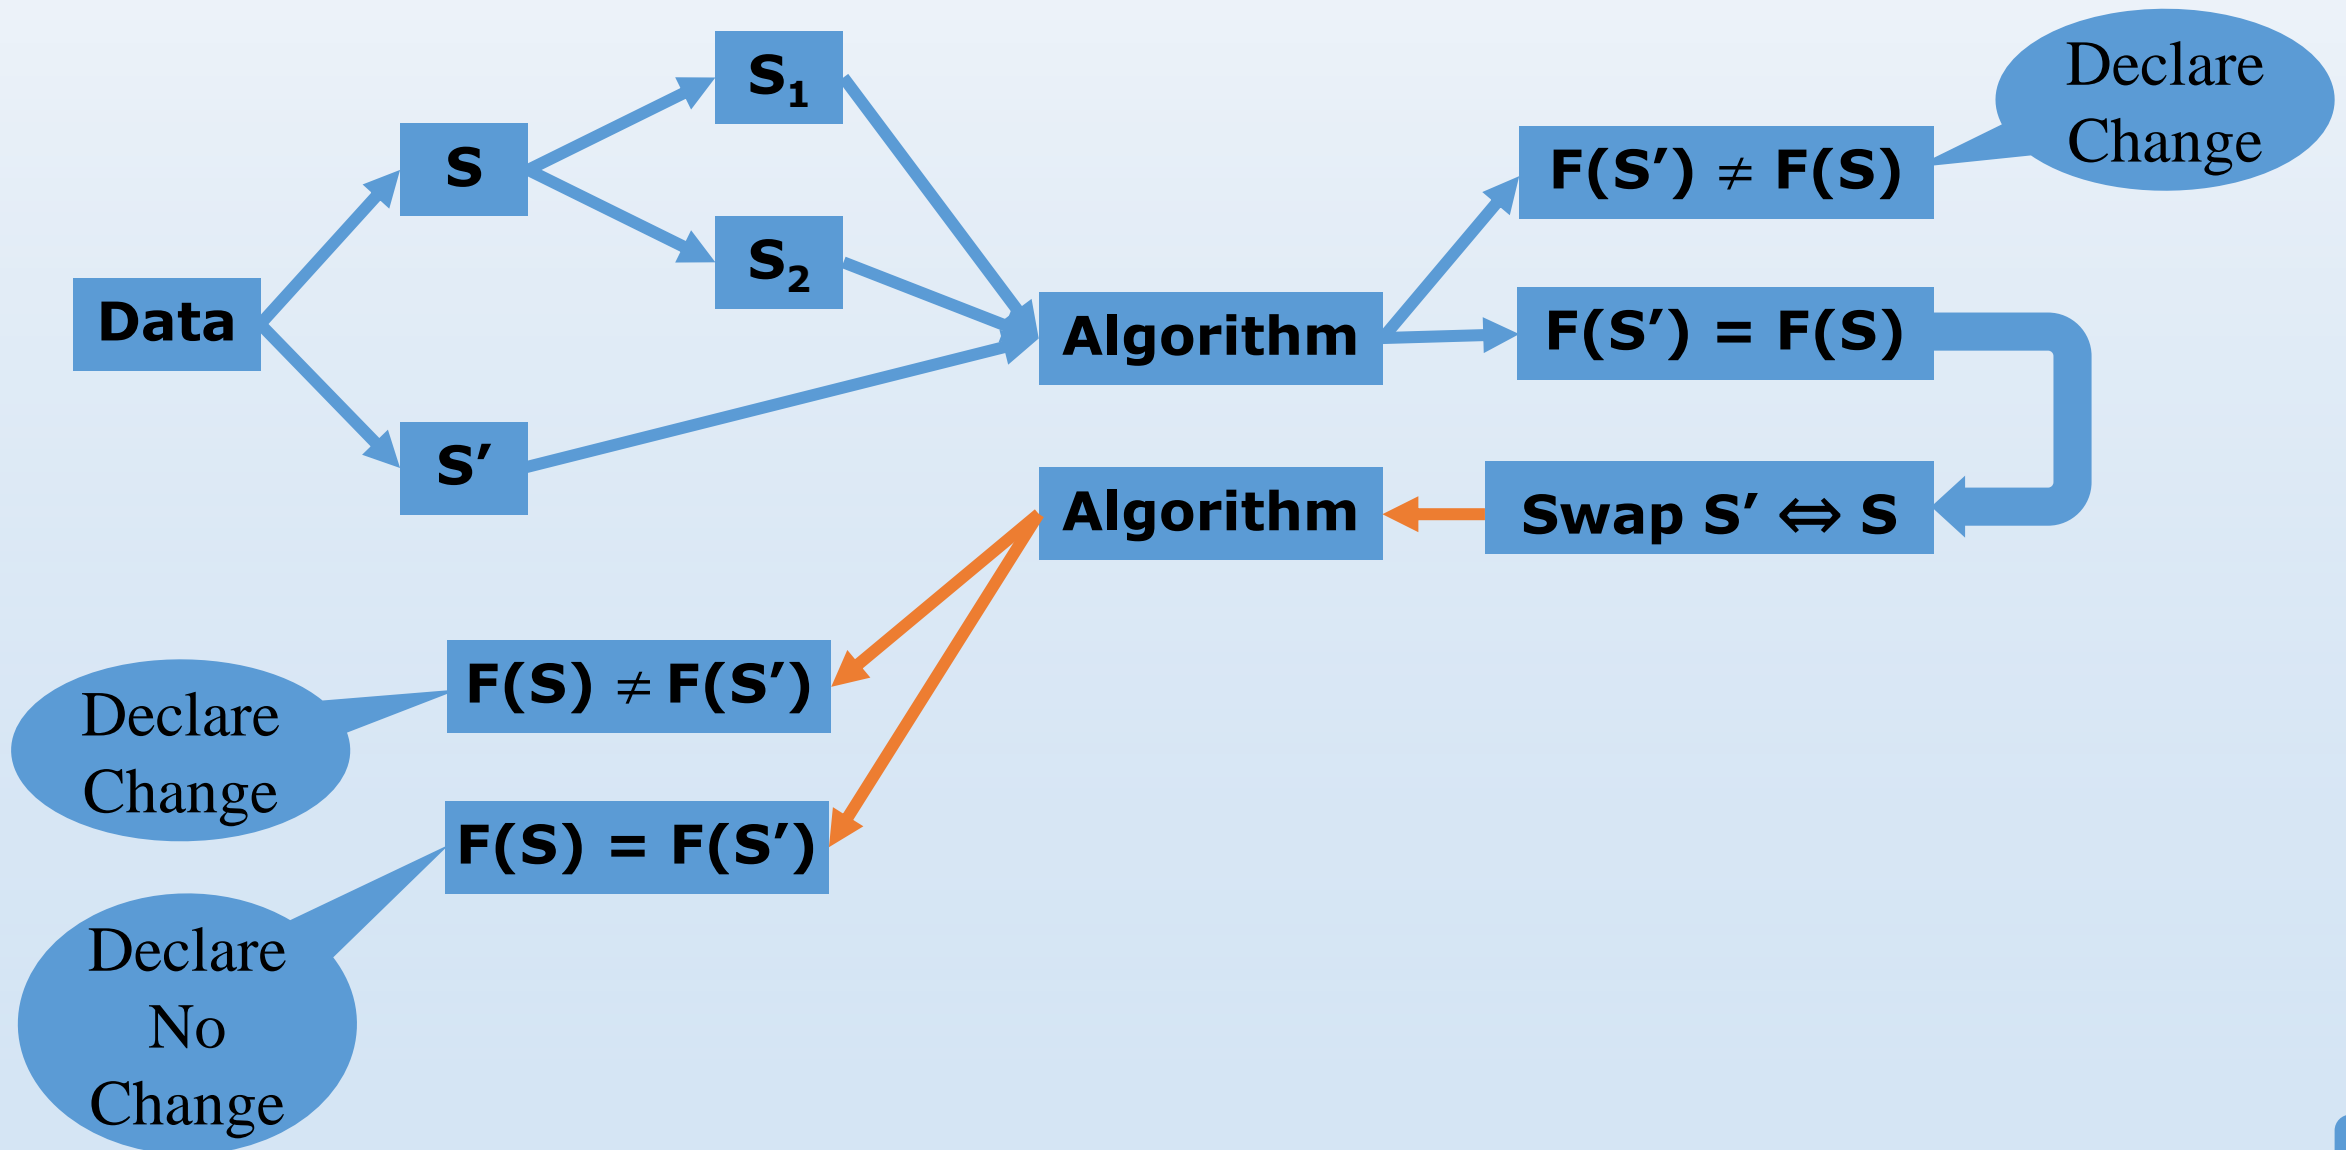 S₁
Declare
Change
F(S′) ≠ F(S)
S
S₂
Data
Algorithm
F(S′) = F(S)
S′
Algorithm
Swap S′ ⇔ S
F(S) ≠ F(S′)
Declare
Change
F(S) = F(S′)
Declare
No
Change